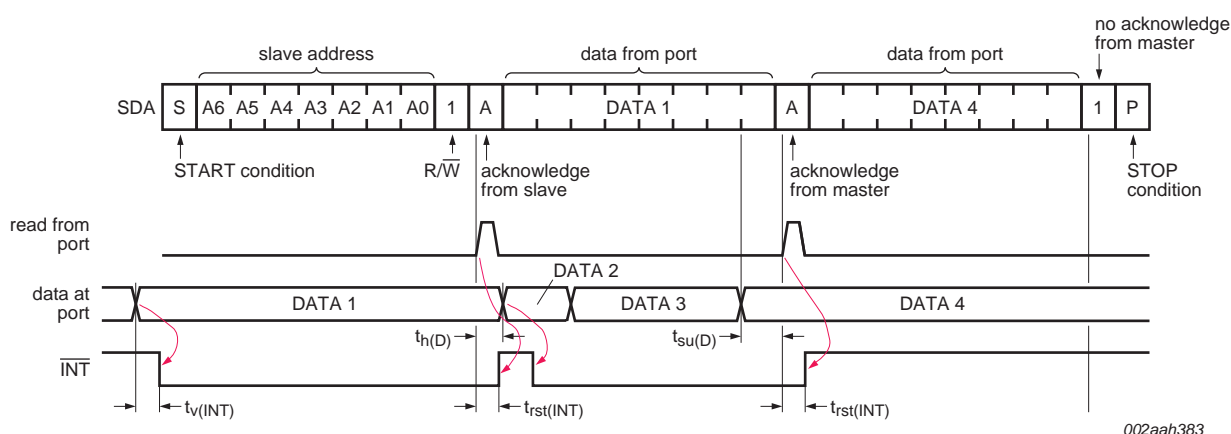 no acknowledge
from master
slave address
data from port
data from port
SDA
S A6 A5 A4 A3 A2 A1 A0 1 A DATA 1 A DATA 4 1 P
START condition
R/W̅
acknowledge
from slave
acknowledge
from master
STOP
condition
read from
port
DATA 2
data at
port
DATA 1
DATA 3
DATA 4
th(D)
tsu(D)
I̅N̅T̅
tv(INT)
trst(INT)
trst(INT)
002aah383